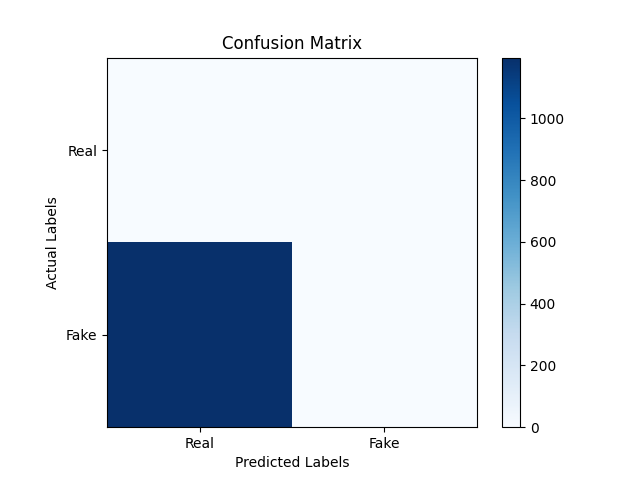 Confusion Matrix
Actual Labels
Real
Fake
Real Fake
Predicted Labels
1000
800
600
400
200
0